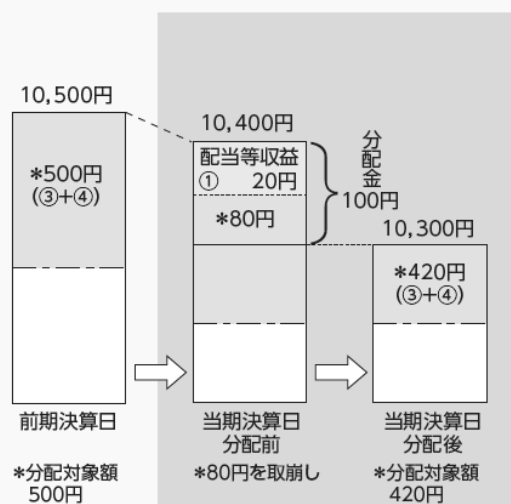 10,500円
*500円
(③+④)
前期決算日
*分配対象額
500円
10,400円
配当等収益
① 20円
*80円
分配金
100円
当期決算日
分配前
*80円を取崩し
10,300円
*420円
(③+④)
当期決算日
分配後
*分配対象額
420円